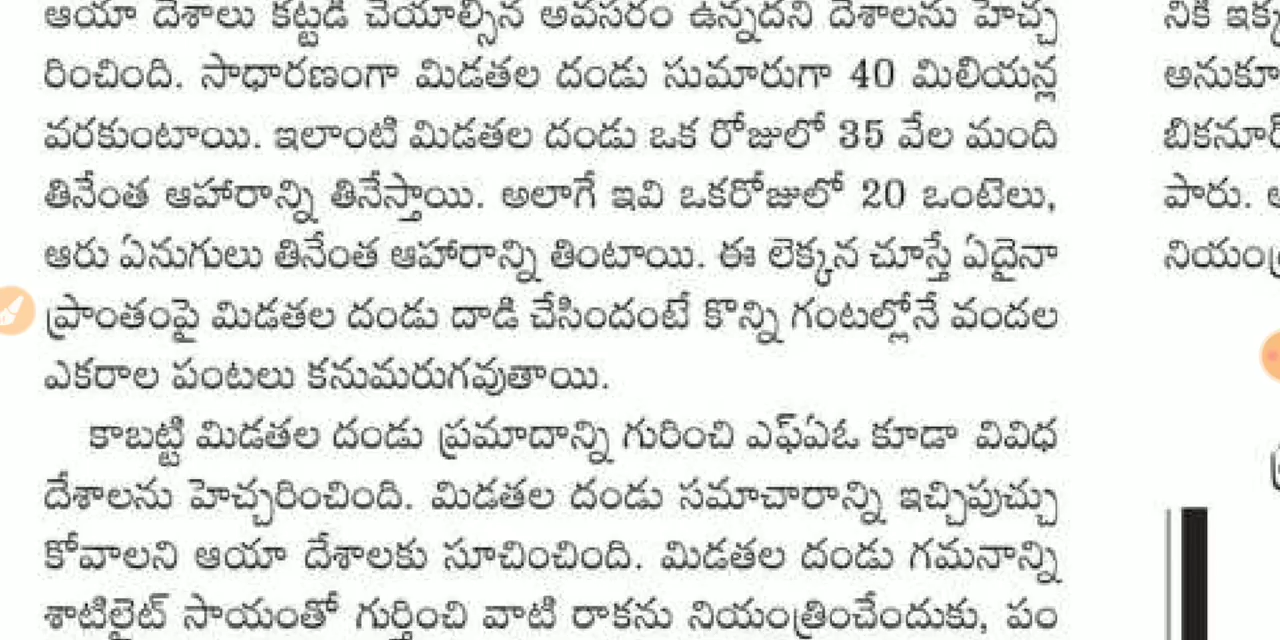 ఆయా దేశాలు కట్టడి చేయాల్సిన అవసరం ఉన్నదని దేశాలను హెచ్చ
రించింది. సాధారణంగా మిడతల దండు సుమారుగా 40 మిలియన్ల
వరకుంటాయి. ఇలాంటి మిడతల దండు ఒక రోజులో 35 వేల మంది
తినేంత ఆహారాన్ని తినేస్తాయి. అలాగే ఇవి ఒకరోజులో 20 ఒంటెలు,
ఆరు ఏనుగులు తినేంత ఆహారాన్ని తింటాయి. ఈ లెక్కన చూస్తే ఏదైనా
ప్రాంతంపై మిడతల దండు దాడి చేసిందంటే కొన్ని గంటల్లోనే వందల
ఎకరాల పంటలు కనుమరుగవుతాయి.
కాబట్టి మిడతల దండు ప్రమాదాన్ని గురించి ఎఫ్ఏఓ కూడా వివిధ
దేశాలను హెచ్చరించింది. మిడతల దండు సమాచారాన్ని ఇచ్చిపుచ్చు
కోవాలని ఆయా దేశాలకు సూచించింది. మిడతల దండు గమనాన్ని
శాటిలైట్ సాయంతో గుర్తించి వాటి రాకను నియంత్రించేందుకు, పం
నికి
అనుకూ
బికనూర్
పారు.